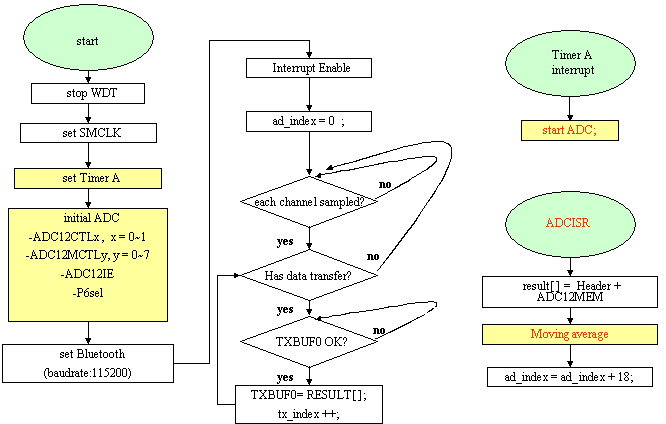 start
stop WDT
set SMCLK
set Timer A
initial ADC
-ADC12CTLx , x = 0~1
-ADC12MCTLy, y = 0~7
-ADC12IE
-P6sel
set Bluetooth
(baudrate:115200)
Interrupt Enable
ad_index = 0 ;
each channel sampled?
no
yes
Has data transfer?
no
yes
TXBUF0 OK?
no
yes
TXBUF0= RESULT[ ];
tx_index ++;
Timer A
interrupt
start ADC;
ADCISR
result[ ] = Header +
ADC12MEM
Moving average
ad_index = ad_index + 18;